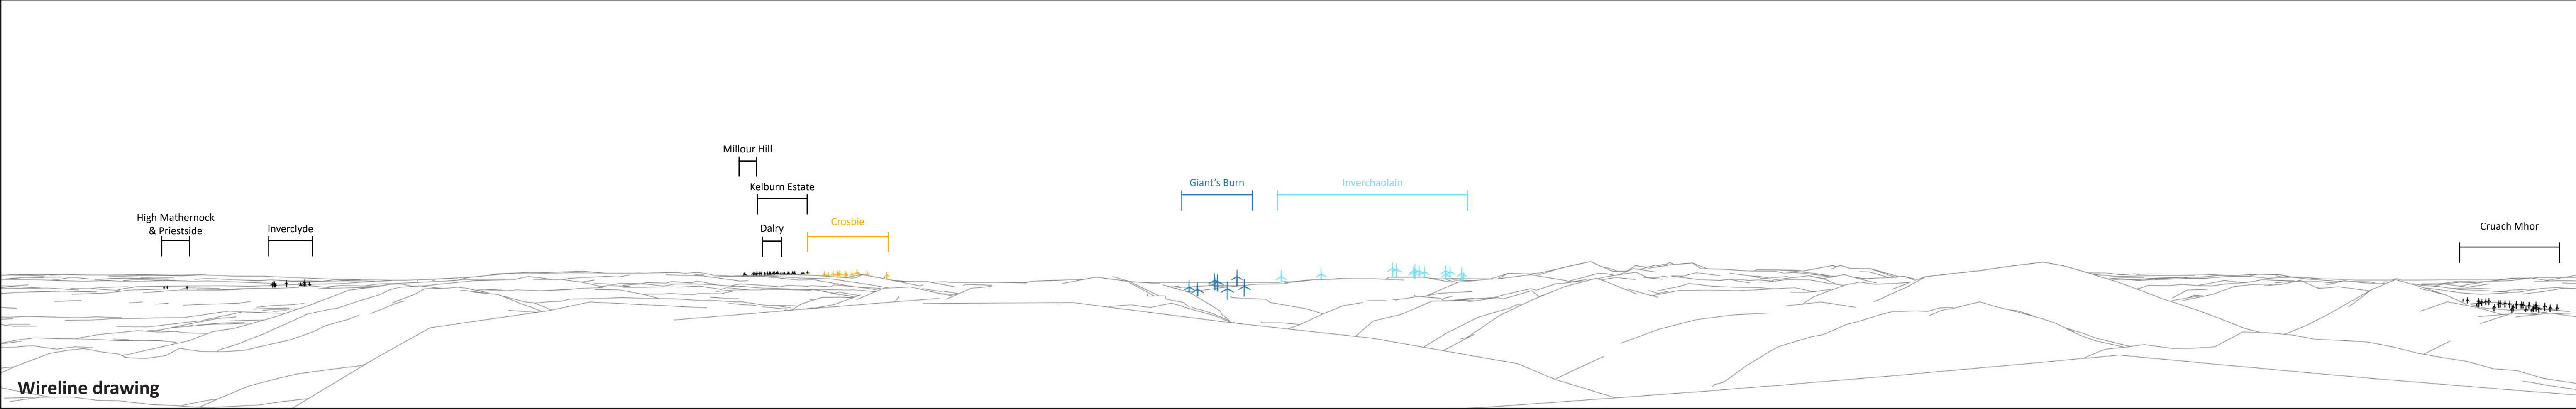 Millour Hill
Kelburn Estate
Giant's Burn
Inverchaolain
High Mathernock
& Priestside
Inverclyde
Dalry
Crosbie
Cruach Mhor
Wireline drawing